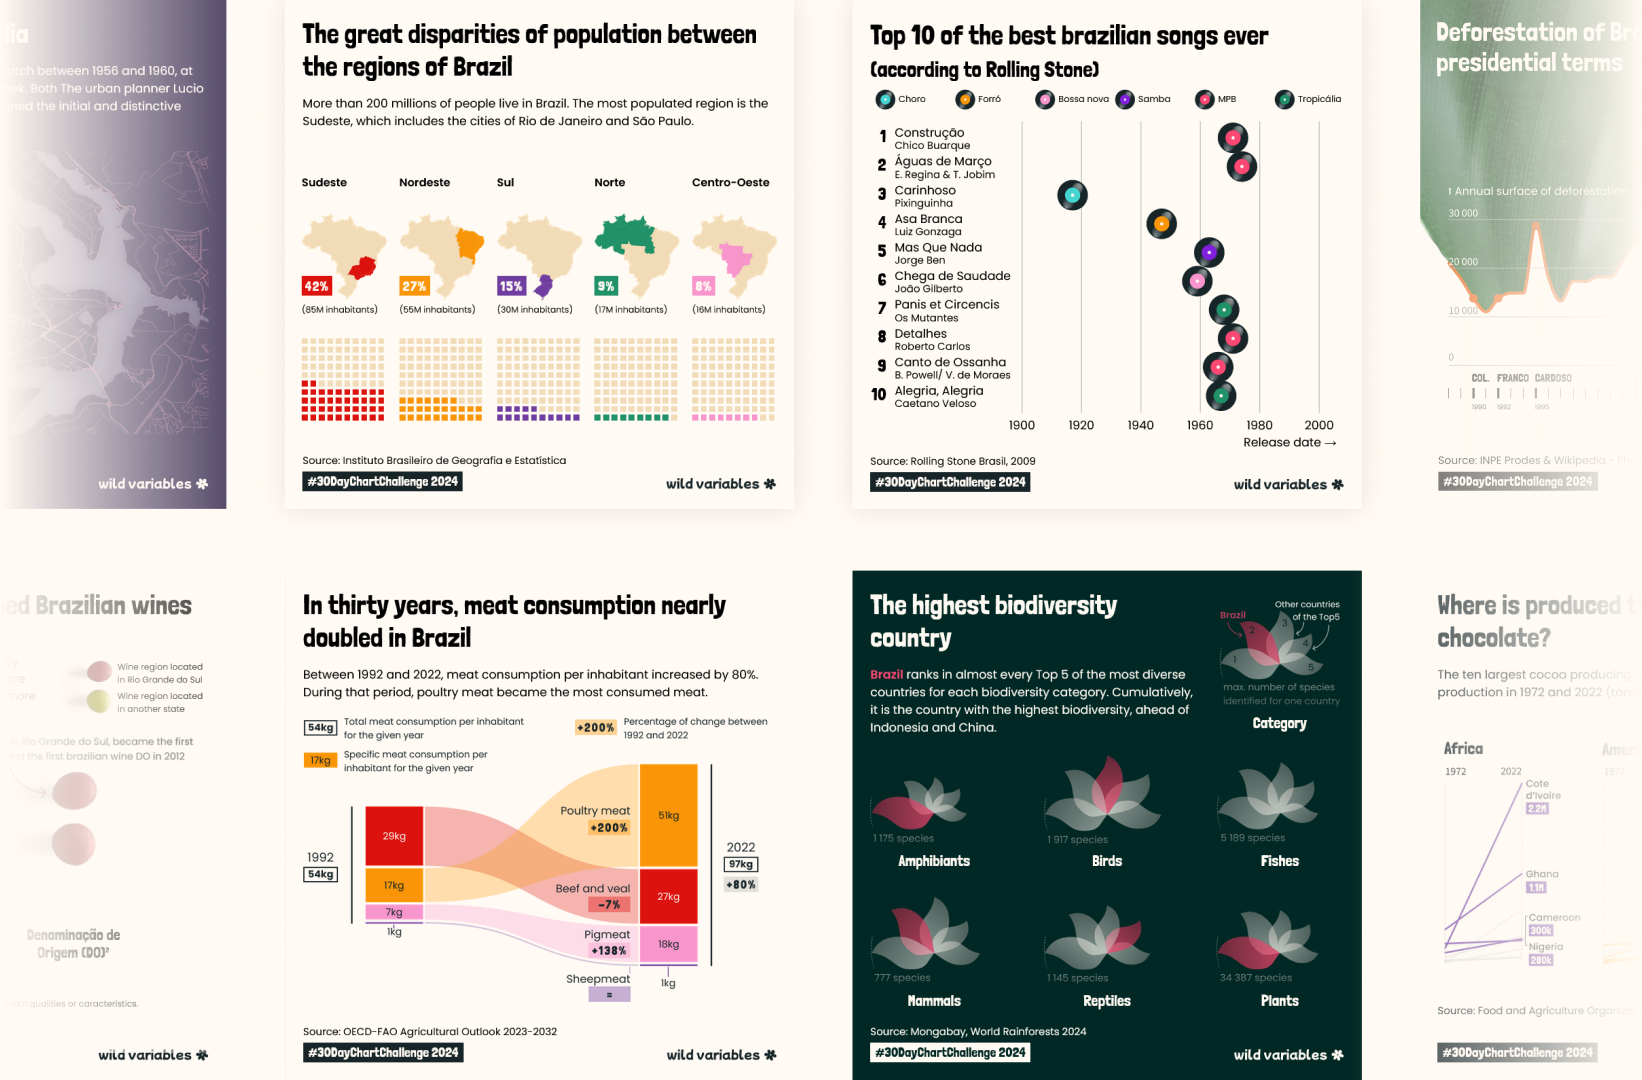 lia
atch between 1956 and 1960, at
ek. Both The urban planner Lucio
ned the initial and distinctive
wild variables
The great disparities of population between
the regions of Brazil
More than 200 millions of people live in Brazil. The most populated region is the
Sudeste, which includes the cities of Rio de Janeiro and São Paulo.
Sudeste Nordeste Sul Norte Centro-Oeste
42% 27% 15% 9% 8%
(85M inhabitants) (55M inhabitants) (30M inhabitants) (17M inhabitants) (16M inhabitants)
Source: Instituto Brasileiro de Geografia e Estatística
#30DayChartChallenge 2024
wild variables
Top 10 of the best brazilian songs ever
(according to Rolling Stone)
Choro Forró Bossa nova Samba MPB Tropicália
1 Construção
Chico Buarque
2 Águas de Março
E. Regina & T. Jobim
3 Carinhoso
Pixinguinha
4 Asa Branca
Luiz Gonzaga
5 Mas Que Nada
Jorge Ben
6 Chega de Saudade
João Gilberto
7 Panis et Circencis
Os Mutantes
8 Detalhes
Roberto Carlos
9 Canto de Ossanha
B. Powell/ V. de Moraes
10 Alegria, Alegria
Caetano Veloso
1900 1920 1940 1960 1980 2000
Release date →
Source: Rolling Stone Brasil, 2009
#30DayChartChallenge 2024
wild variables
Deforestation of Bra
presidential terms
↑ Annual surface of deforestation
30 000
20 000
10 000
0
COL. FRANCO CARDOSO
1990 1992 1995
Source: INPE Prodes & Wikipedia –
#30DayChartChallenge 2024
ed Brazilian wines
Wine region located
in Rio Grande do Sul
more
Wine region located
in another state
in Rio Grande do Sul, became the first
and the first brazilian wine DO in 2012
Denominação de
Origem (DO)²
certain qualities or caracteristics.
wild variables
In thirty years, meat consumption nearly
doubled in Brazil
Between 1992 and 2022, meat consumption per inhabitant increased by 80%.
During that period, poultry meat became the most consumed meat.
54kg Total meat consumption per inhabitant
for the given year
+200% Percentage of change between
1992 and 2022
17kg Specific meat consumption per
inhabitant for the given year
1992
54kg
29kg
17kg
7kg
1kg
Poultry meat
+200%
Beef and veal
-7%
Pigmeat
+138%
Sheepmeat
=
51kg
27kg
18kg
1kg
2022
97kg
+80%
Source: OECD-FAO Agricultural Outlook 2023-2032
#30DayChartChallenge 2024
wild variables
The highest biodiversity
country
Brazil ranks in almost every Top 5 of the most diverse
countries for each biodiversity category. Cumulatively,
it is the country with the highest biodiversity, ahead of
Indonesia and China.
Brazil
Other countries
of the Top5
1 2 3 4 5
max. number of species
identified for one country
Category
1 175 species
Amphibiants
1 917 species
Birds
5 189 species
Fishes
777 species
Mammals
1 145 species
Reptiles
34 387 species
Plants
Source: Mongabay, World Rainforests 2024
#30DayChartChallenge 2024
wild variables
Where is produced t
chocolate?
The ten largest cocoa producing
production in 1972 and 2022
Africa
1972 2022
Amer
1972
Cote
d'Ivoire
2.2M
Ghana
1.1M
Cameroon
300k
Nigeria
280k
Source: Food and Agriculture Organiz
#30DayChartChallenge 2024